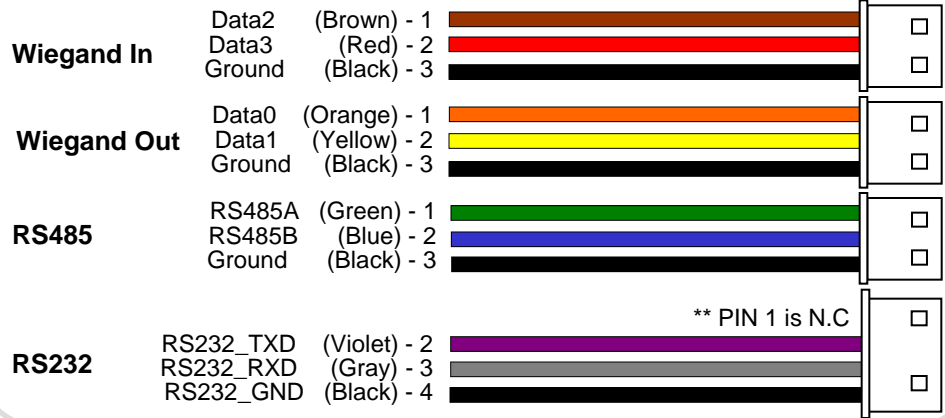 Wiegand In
Data2 (Brown) - 1
Data3 (Red) - 2
Ground (Black) - 3
Wiegand Out
Data0 (Orange) - 1
Data1 (Yellow) - 2
Ground (Black) - 3
RS485
RS485A (Green) - 1
RS485B (Blue) - 2
Ground (Black) - 3
** PIN 1 is N.C
RS232
RS232_TXD (Violet) - 2
RS232_RXD (Gray) - 3
RS232_GND (Black) - 4